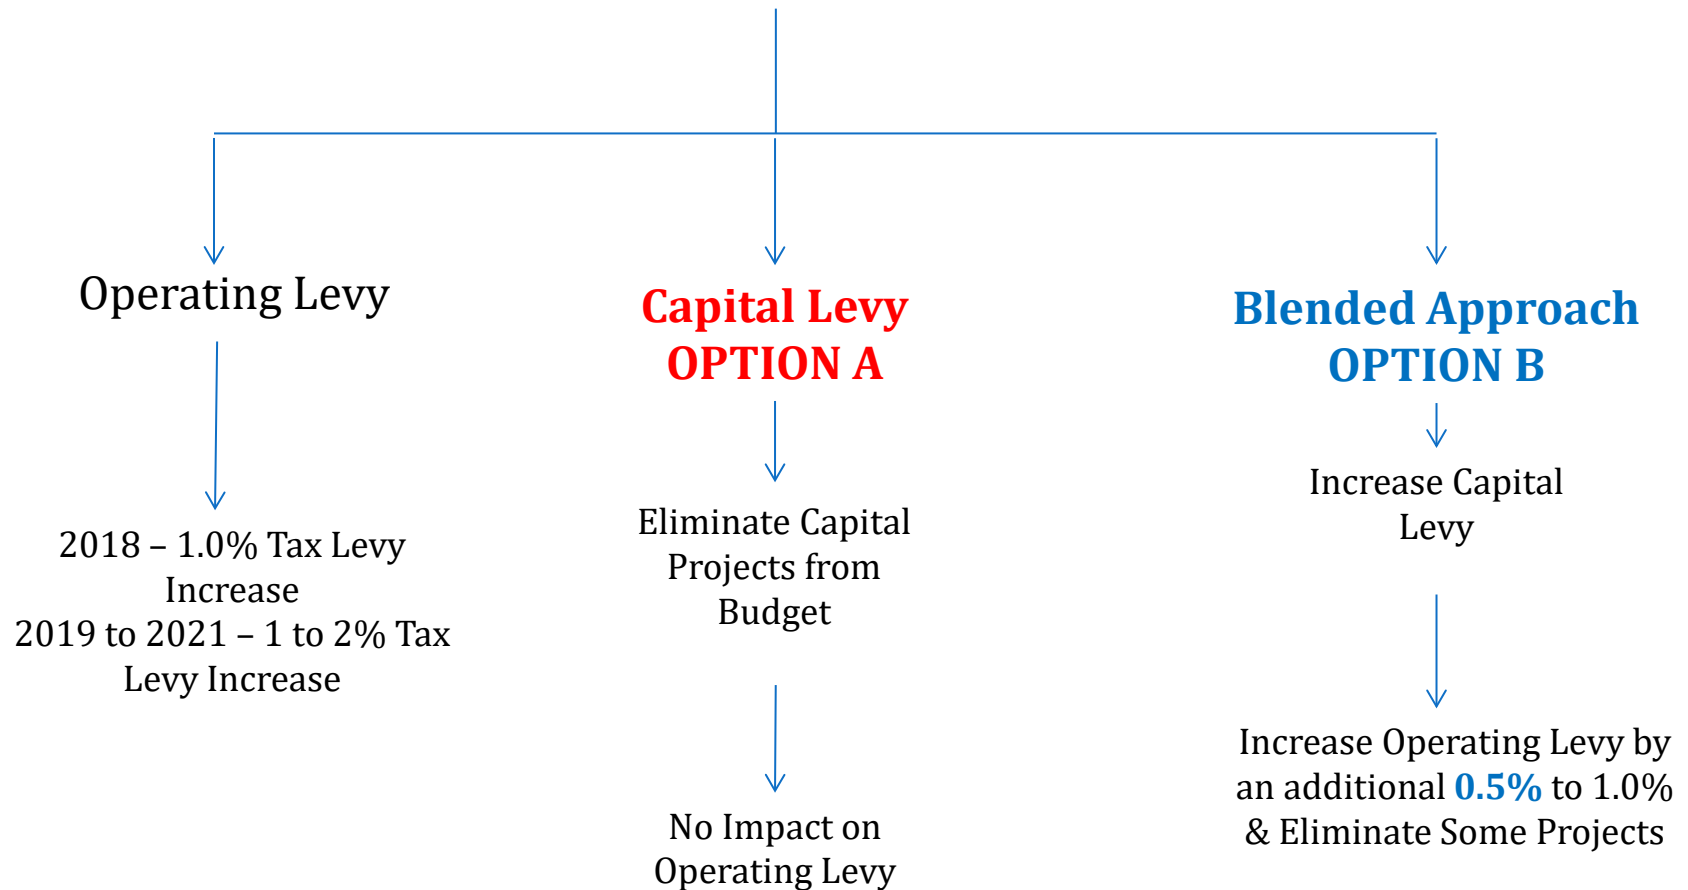 Operating Levy
2018 – 1.0% Tax Levy
Increase
2019 to 2021 – 1 to 2% Tax
Levy Increase
Capital Levy
OPTION A
Eliminate Capital
Projects from
Budget
No Impact on
Operating Levy
Blended Approach
OPTION B
Increase Capital
Levy
Increase Operating Levy by
an additional 0.5% to 1.0%
& Eliminate Some Projects